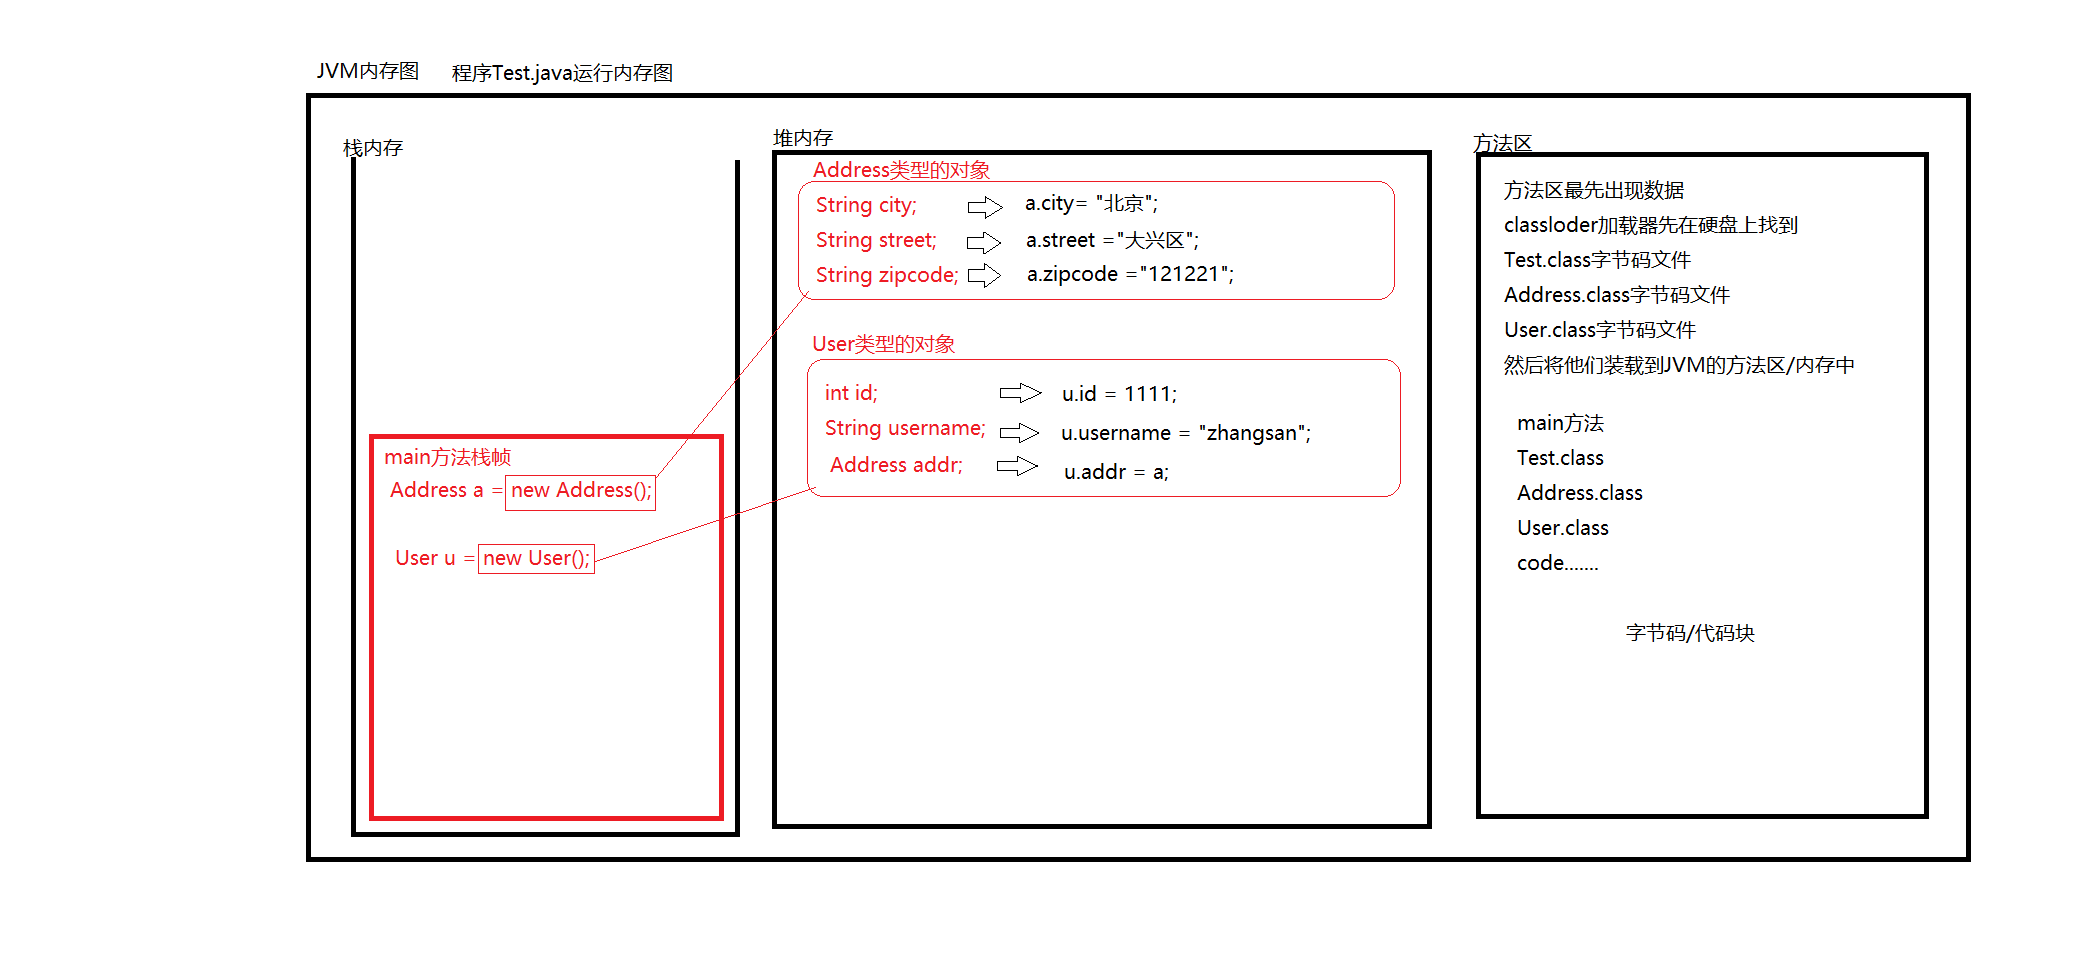 JVM内存图 程序Test.java运行内存图
栈内存
main方法栈帧
Address a = new Address();
User u = new User();
堆内存
Address类型的对象
String city; a.city= "北京";
String street; a.street ="大兴区";
String zipcode; a.zipcode ="121221";
User类型的对象
int id; u.id = 1111;
String username; u.username = "zhangsan";
Address addr; u.addr = a;
方法区
方法区最先出现数据
classloder加载器先在硬盘上找到
Test.class字节码文件
Address.class字节码文件
User.class字节码文件
然后将他们装载到JVM的方法区/内存中
main方法
Test.class
Address.class
User.class
code.......
字节码/代码块